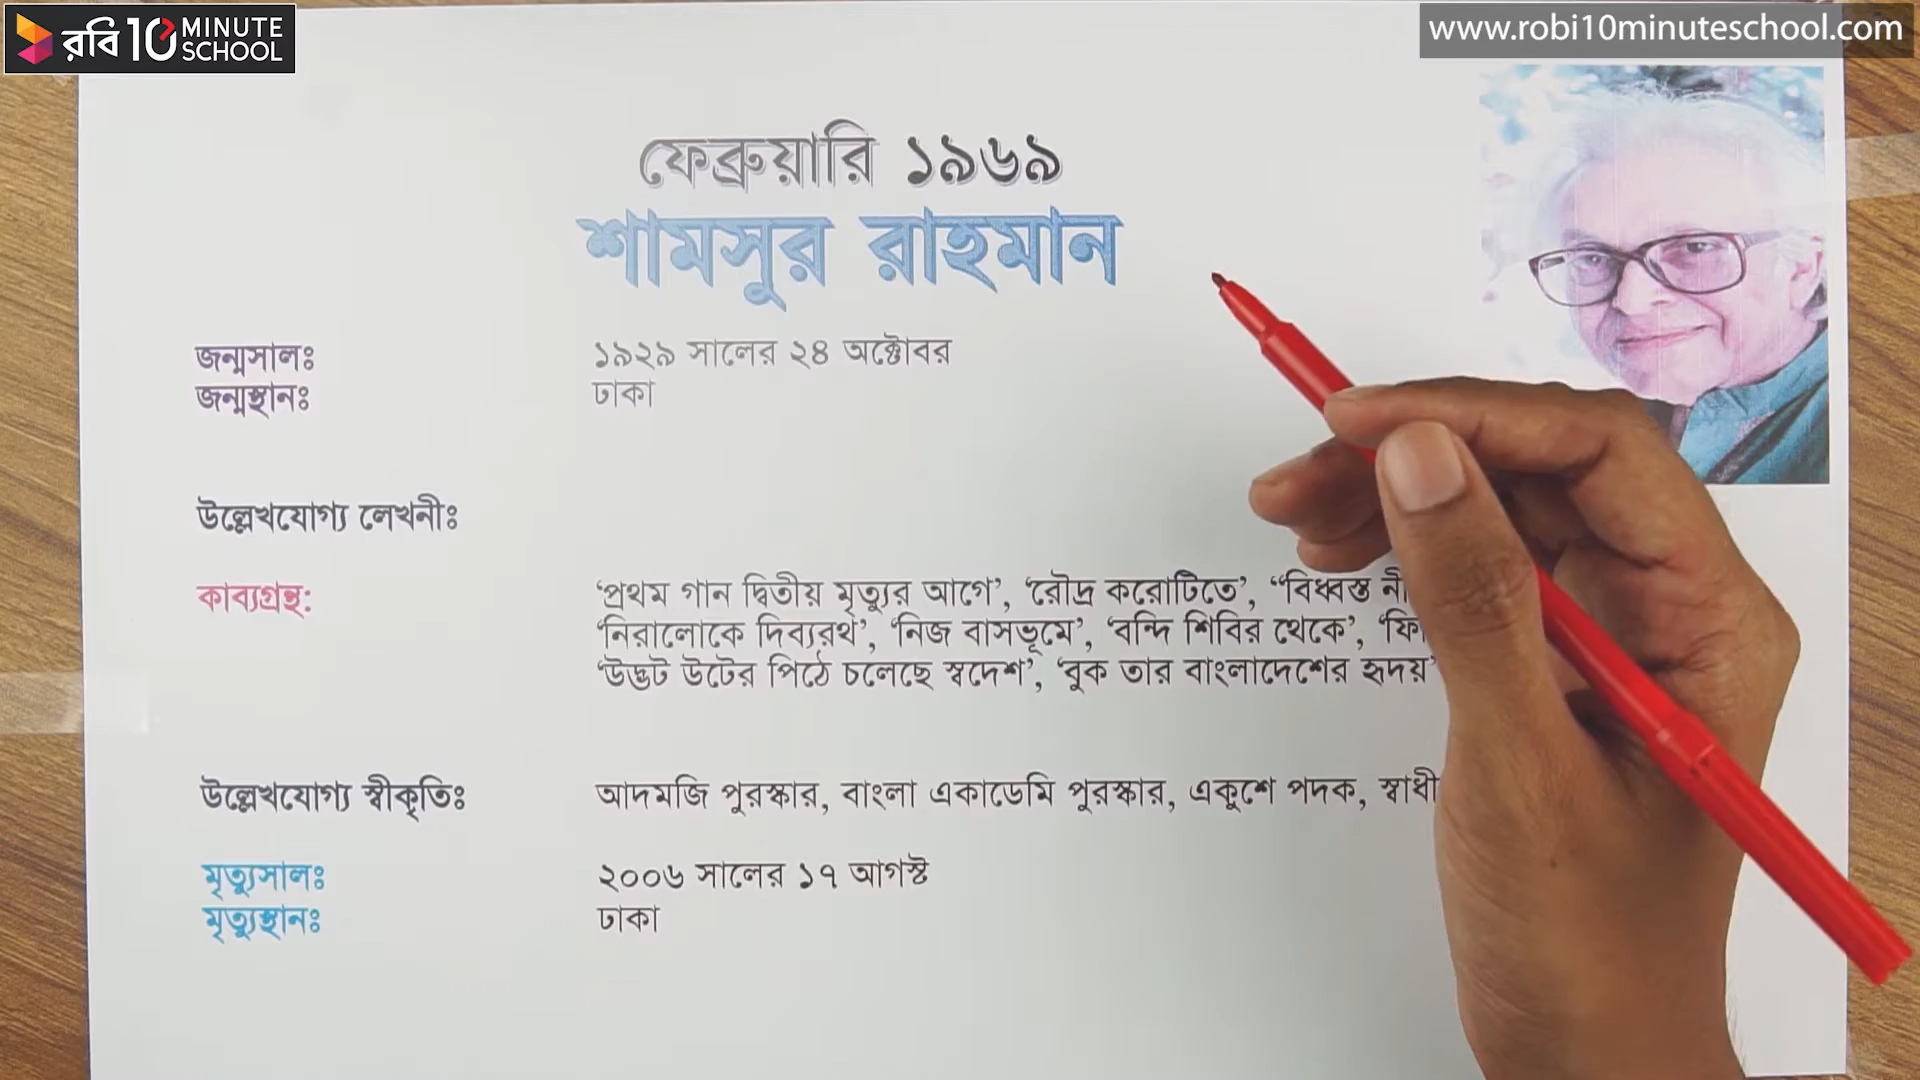 রবি 10 MINUTE SCHOOL
www.robi10minuteschool.com
ফেব্রুয়ারি ১৯৬৯
শামসুর রাহমান
জন্মসালঃ ১৯২৯ সালের ২৪ অক্টোবর
জন্মস্থানঃ ঢাকা
উল্লেখযোগ্য লেখনীঃ
কাব্যগ্রন্থ: ‘প্রথম গান দ্বিতীয় মৃত্যুর আগে’, ‘রৌদ্র করোটিতে’, “বিধ্বস্ত
‘নিরালোকে দিব্যরথ’, ‘নিজ বাসভূমে’, ‘বন্দি শিবির থেকে’,
‘উদ্ভট উটের পিঠে চলেছে স্বদেশ’, ‘বুক তার বাংলাদেশের হৃদয়’
উল্লেখযোগ্য স্বীকৃতিঃ আদমজি পুরস্কার, বাংলা একাডেমি পুরস্কার, একুশে পদক,
মৃত্যুসালঃ ২০০৬ সালের ১৭ আগস্ট
মৃত্যুস্থানঃ ঢাকা